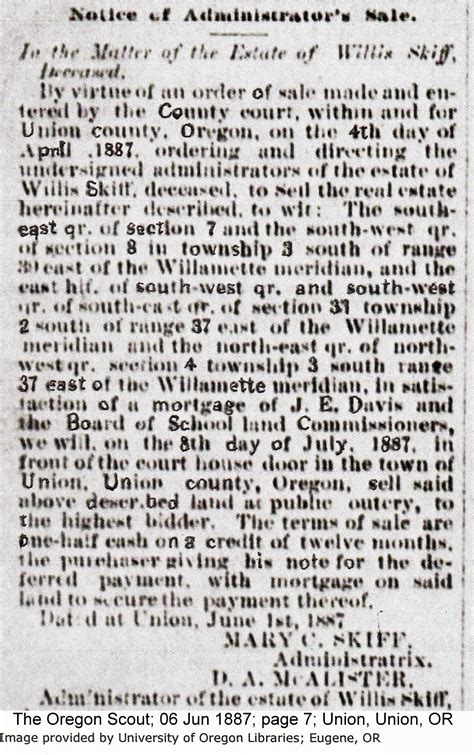 Notice of Administrator's Sale.
In the Matter of the Estate of Willis Skiff,
Deceased.
By virtue of an order of sale made and en-
tered by the County court, within and for
Union county, Oregon, on the 4th day of
April ,1887, ordering and directing the
undersigned administrators of the estate of
Willis Skiff, deceased, to sell the real estate
hereinafter described, to wit: The south-
east qr. of section 7 and the south-west qr.
of section 8 in township 3 south of range
39 east of the Willamette meridian, and the
east hlf. of south-west qr. and south-west
qr. of south-east qr. of section 31 township
2 south of range 37 east of the Willamette
meridian and the north-east qr. of north-
west qr. section 4 township 3 south range
37 east of the Willamette meridian, in satis-
faction of a mortgage of J. E. Davis and
the Board of School land Commissioners,
we will, on the 8th day of July, 1887, in
front of the court house door in the town of
Union, Union county, Oregon, sell said
above described land at public outcry, to
the highest bidder. The terms of sale are
one-half cash on a credit of twelve months,
the purchaser giving his note for the de-
ferred payment, with mortgage on said
land to secure the payment thereof.
Dated at Union, June 1st, 1887
MARY C. SKIFF,
Administratrix.
D. A. McALISTER,
Administrator of the estate of Willis Skiff,
The Oregon Scout; 06 Jun 1887; page 7; Union, Union, OR
Image provided by University of Oregon Libraries; Eugene, OR